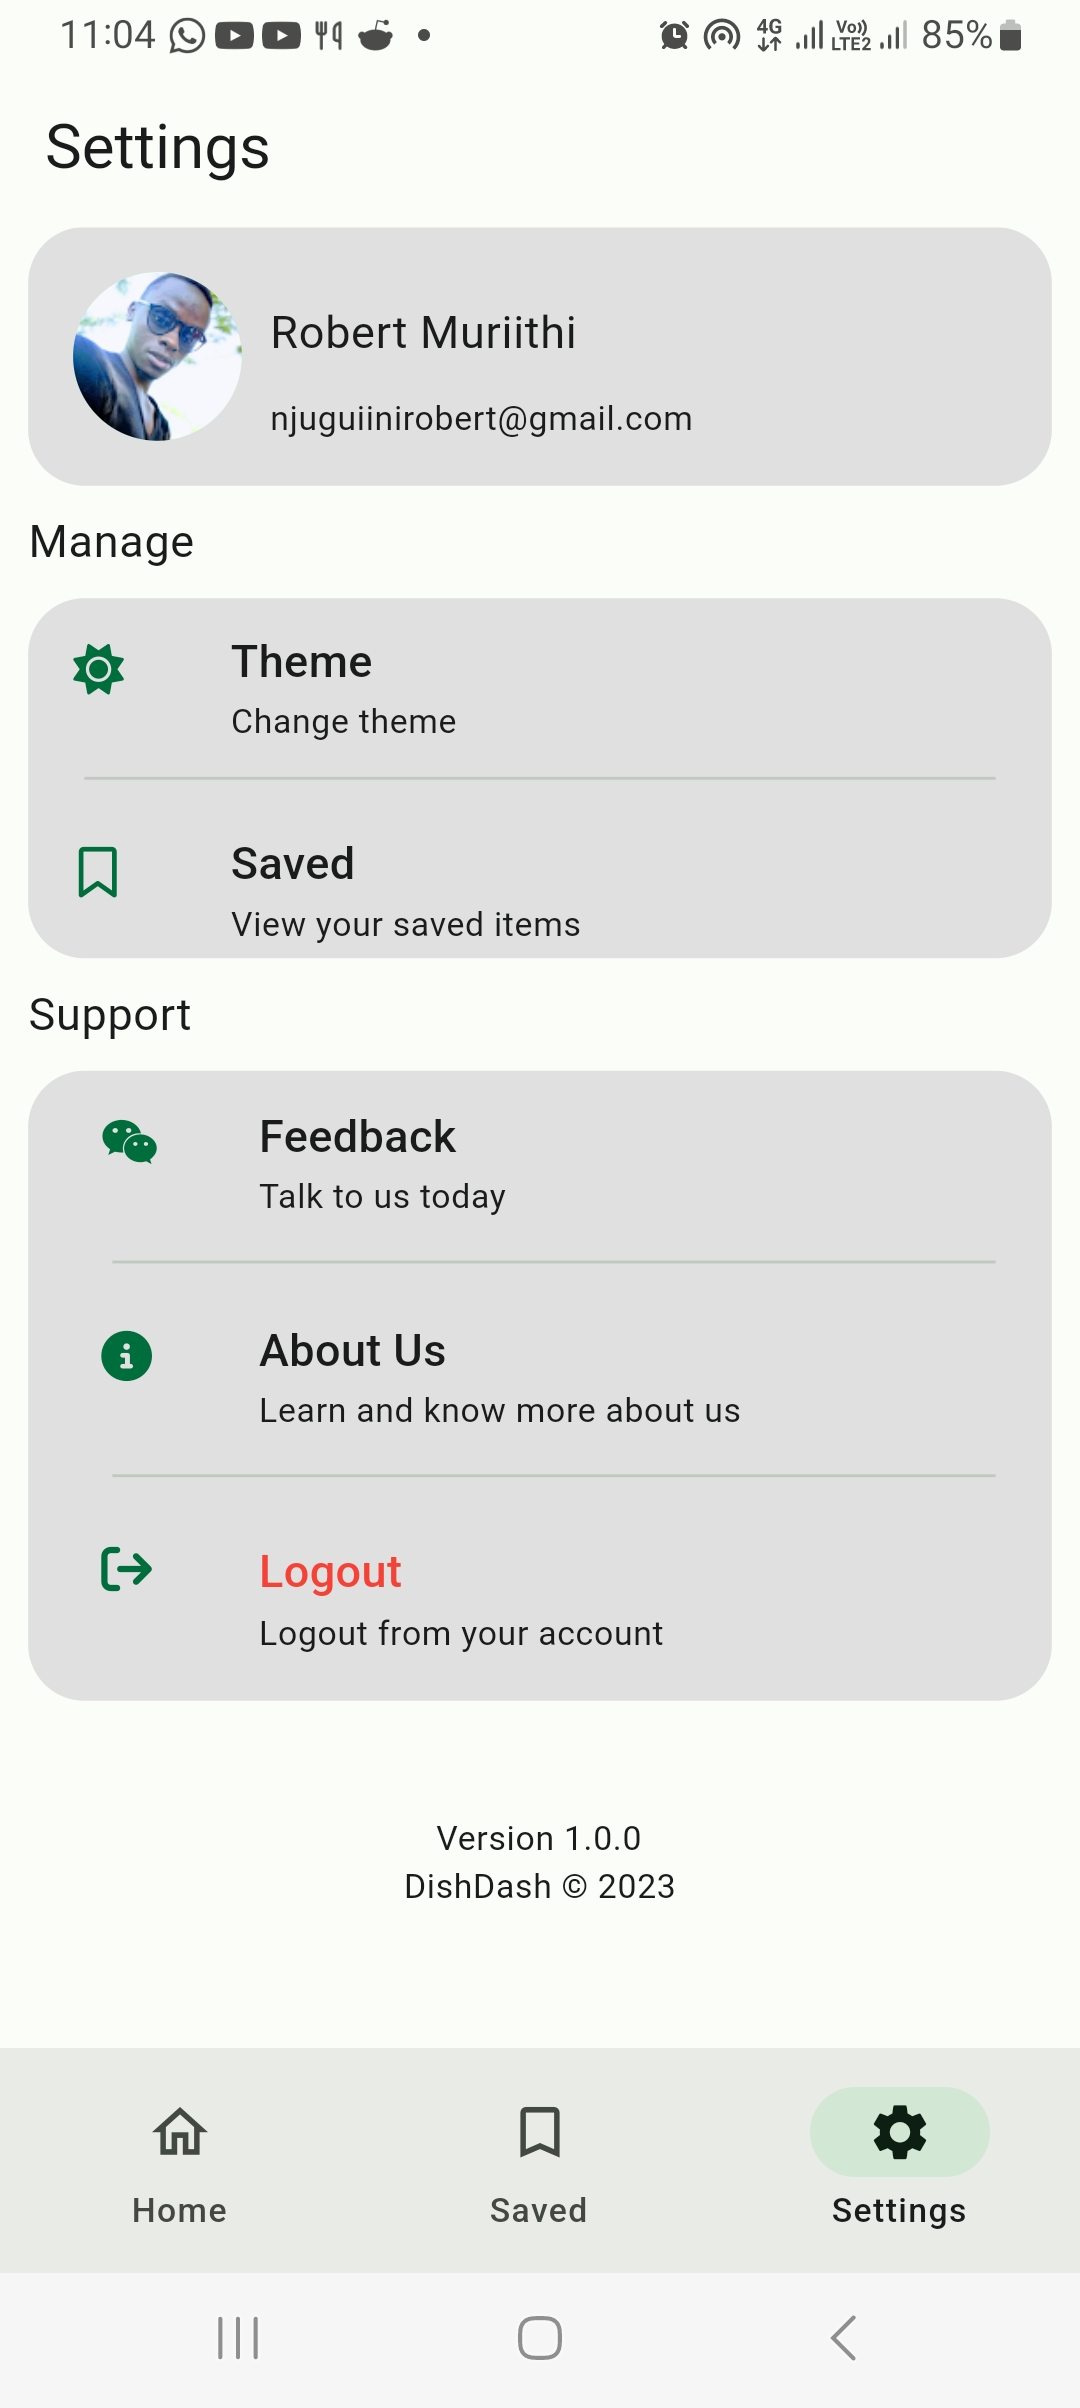 11:04
4G
Vo)) LTE2
85%
Settings
Robert Muriithi
njuguiinirobert@gmail.com
Manage
Theme
Change theme
Saved
View your saved items
Support
Feedback
Talk to us today
About Us
Learn and know more about us
Logout
Logout from your account
Version 1.0.0
DishDash © 2023
Home
Saved
Settings